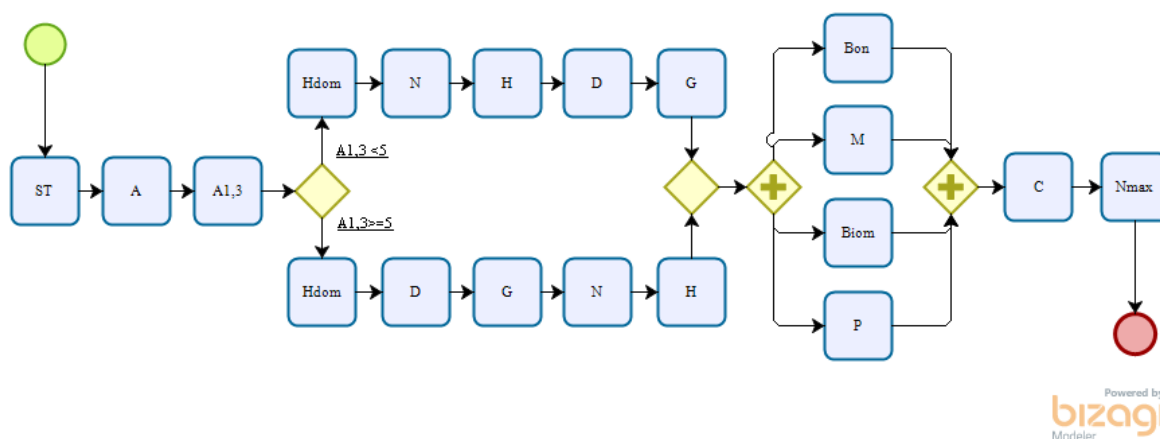 ST
A
A1,3
A1,3 <5
Hdom
N
H
D
G
A1,3>=5
Hdom
D
G
N
H
Bon
M
Biom
P
C
Nmax
Powered by
bizagi
Modeler